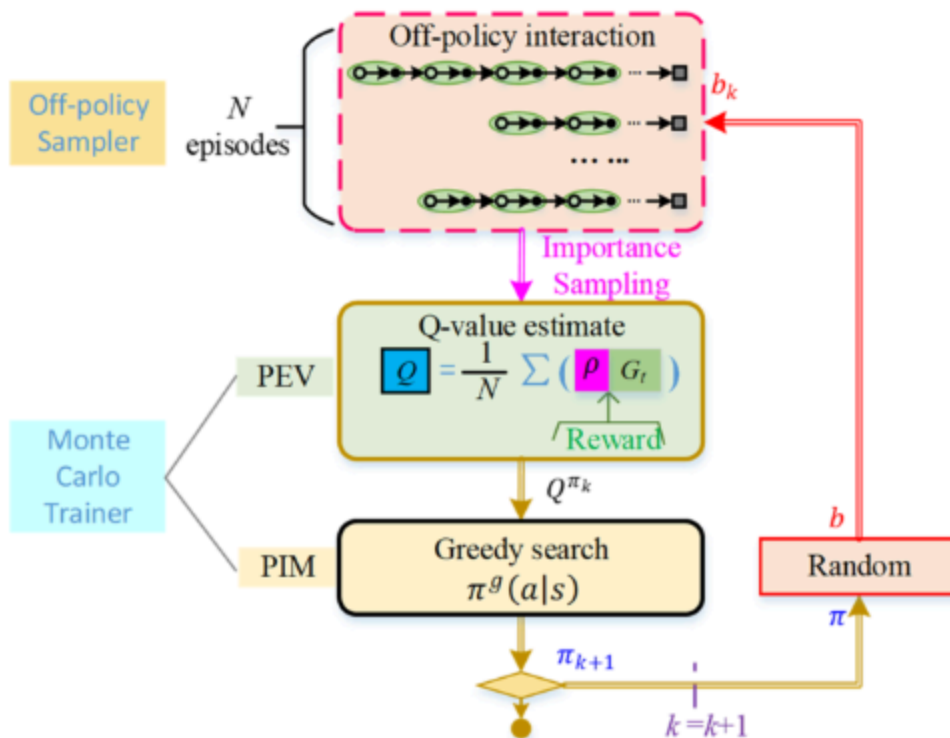 Off-policy interaction
Off-policy
Sampler
N
episodes
... ...
b_k
Importance
Sampling
Q-value estimate
Q = 1/N ∑ ( ρ G_t )
Reward
PEV
Monte
Carlo
Trainer
Q^{π_k}
PIM
Greedy search
π^g(a|s)
b
Random
π
π_{k+1}
k = k+1